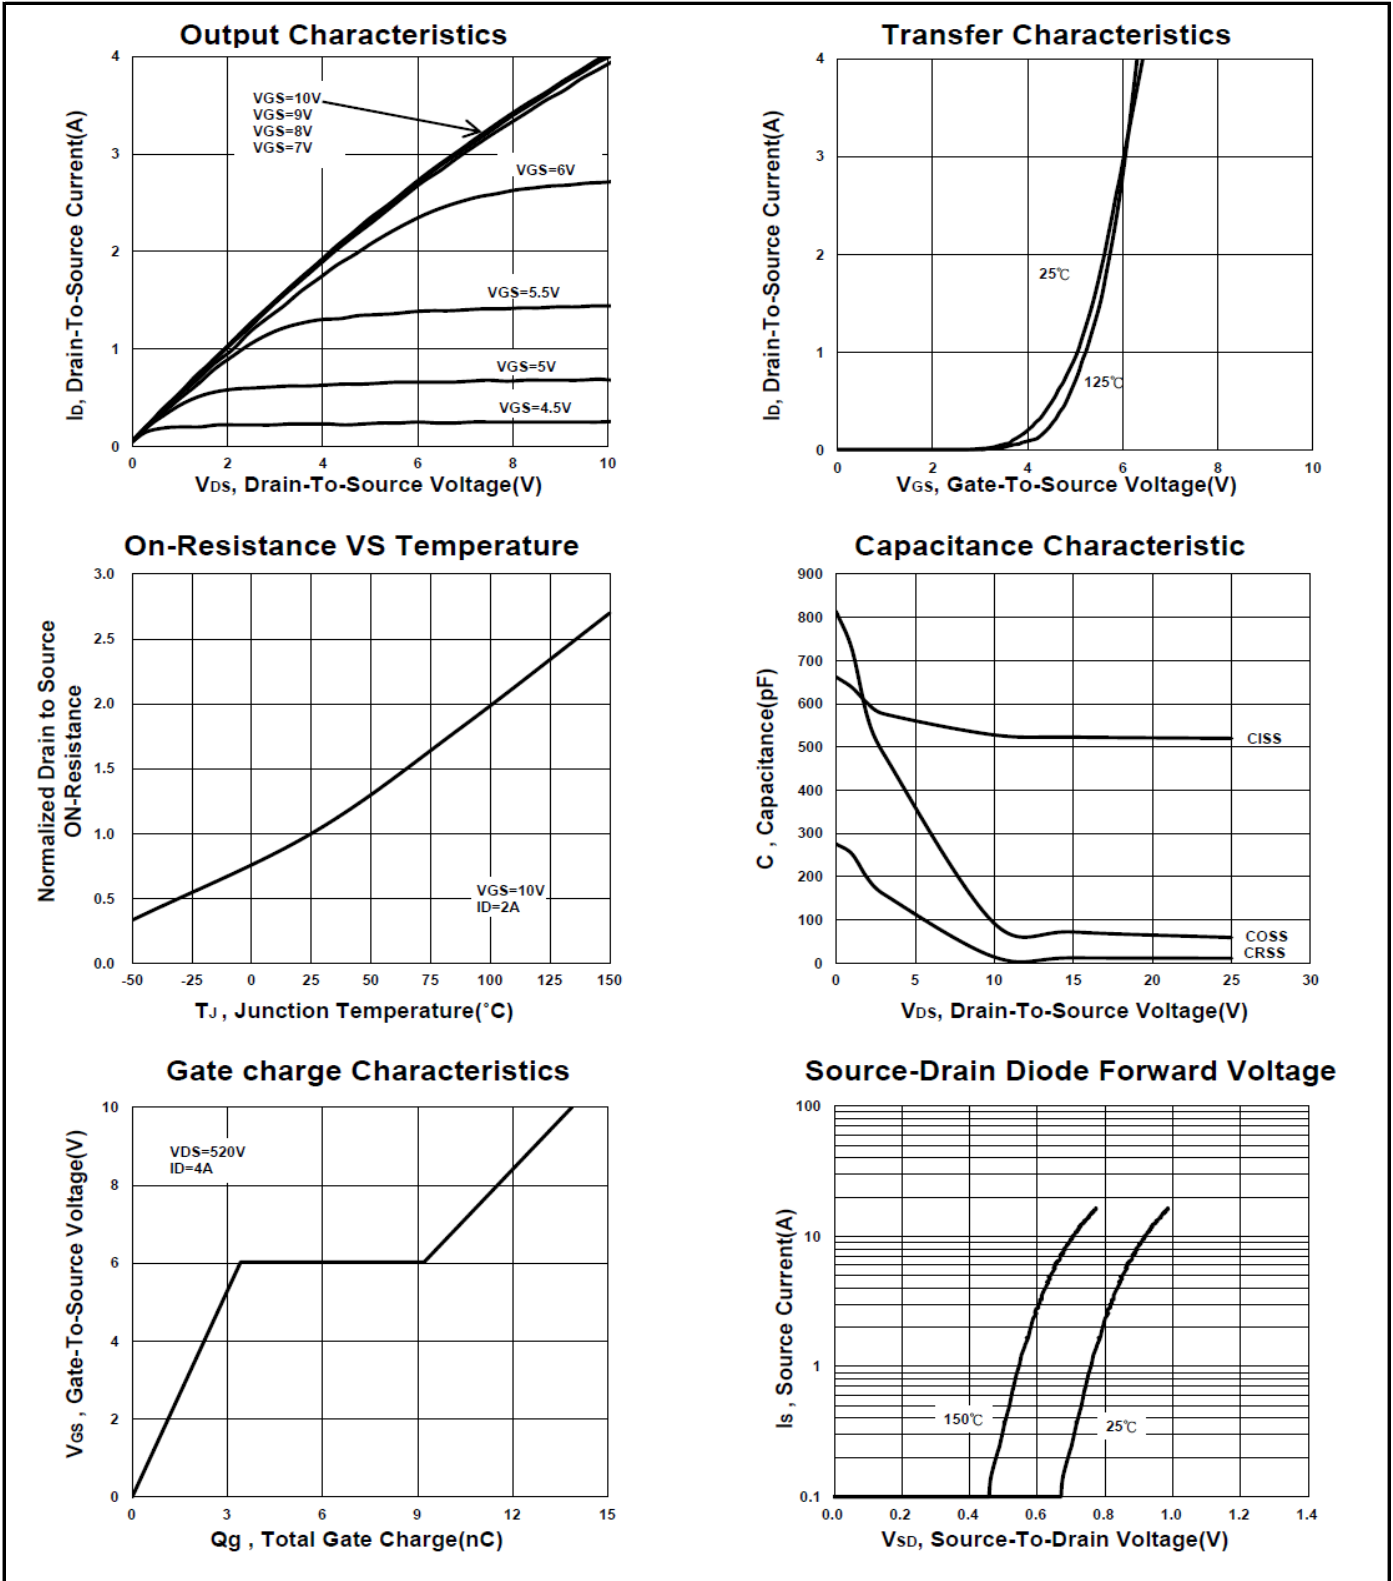 Output Characteristics
ID, Drain-To-Source Current(A)
4
3
2
1
0
VGS=10V
VGS=9V
VGS=8V
VGS=7V
VGS=6V
VGS=5.5V
VGS=5V
VGS=4.5V
0 2 4 6 8 10
VDS, Drain-To-Source Voltage(V)
Transfer Characteristics
ID, Drain-To-Source Current(A)
4
3
2
1
0
25℃
125℃
0 2 4 6 8 10
VGS, Gate-To-Source Voltage(V)
On-Resistance VS Temperature
Normalized Drain to Source
ON-Resistance
3.0
2.5
2.0
1.5
1.0
0.5
0.0
VGS=10V
ID=2A
-50 -25 0 25 50 75 100 125 150
TJ , Junction Temperature(°C)
Capacitance Characteristic
C , Capacitance(pF)
900
800
700
600
500
400
300
200
100
0
CISS
COSS
CRSS
0 5 10 15 20 25 30
VDS, Drain-To-Source Voltage(V)
Gate charge Characteristics
VGS , Gate-To-Source Voltage(V)
10
8
6
4
2
0
VDS=520V
ID=4A
0 3 6 9 12 15
Qg , Total Gate Charge(nC)
Source-Drain Diode Forward Voltage
IS , Source Current(A)
100
10
1
0.1
150℃
25℃
0.0 0.2 0.4 0.6 0.8 1.0 1.2 1.4
VSD, Source-To-Drain Voltage(V)